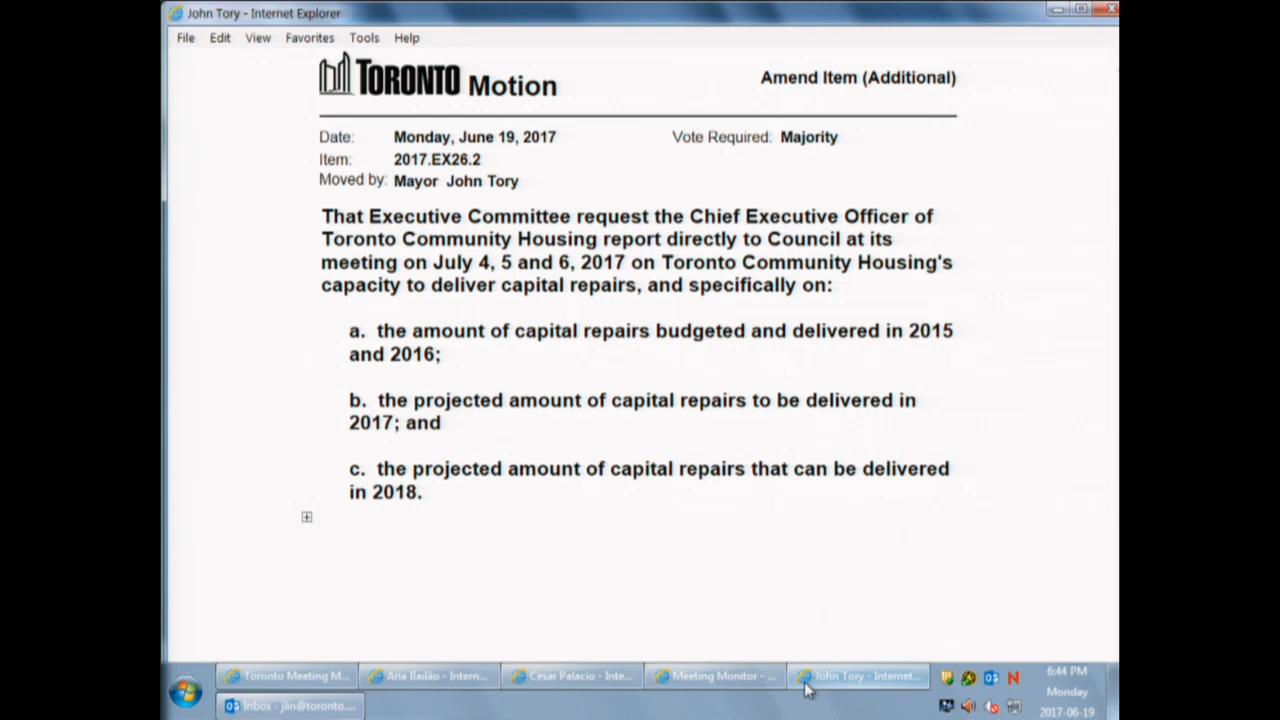 John Tory - Internet Explorer
File Edit View Favorites Tools Help
TORONTO Motion
Amend Item (Additional)
Date: Monday, June 19, 2017 Vote Required: Majority
Item: 2017.EX26.2
Moved by: Mayor John Tory
That Executive Committee request the Chief Executive Officer of
Toronto Community Housing report directly to Council at its
meeting on July 4, 5 and 6, 2017 on Toronto Community Housing's
capacity to deliver capital repairs, and specifically on:
a. the amount of capital repairs budgeted and delivered in 2015
and 2016;
b. the projected amount of capital repairs to be delivered in
2017; and
c. the projected amount of capital repairs that can be delivered
in 2018.
Toronto Meeting M... Ana Bailão - Intern... Cesar Palacio - Inte... Meeting Monitor - ... John Tory - Internet...
6:44 PM
Inbox - jlin@toronto....
Monday
2017-06-19